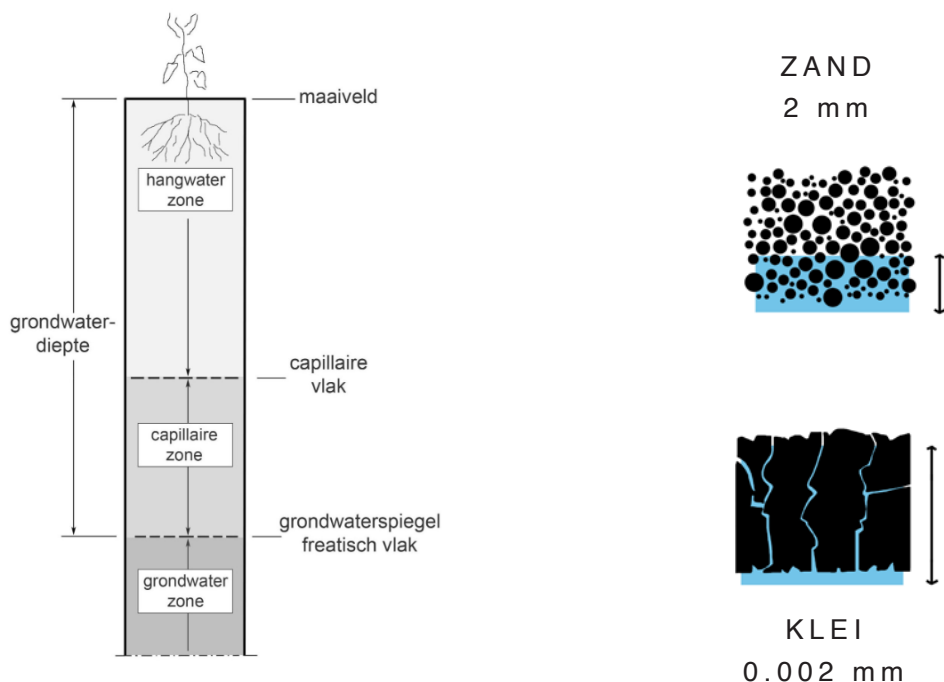 maaiveld
hangwater
zone
grondwater-
diepte
capillaire
vlak
capillaire
zone
grondwaterspiegel
freatisch vlak
grondwater
zone
ZAND
2 mm
KLEI
0.002 mm